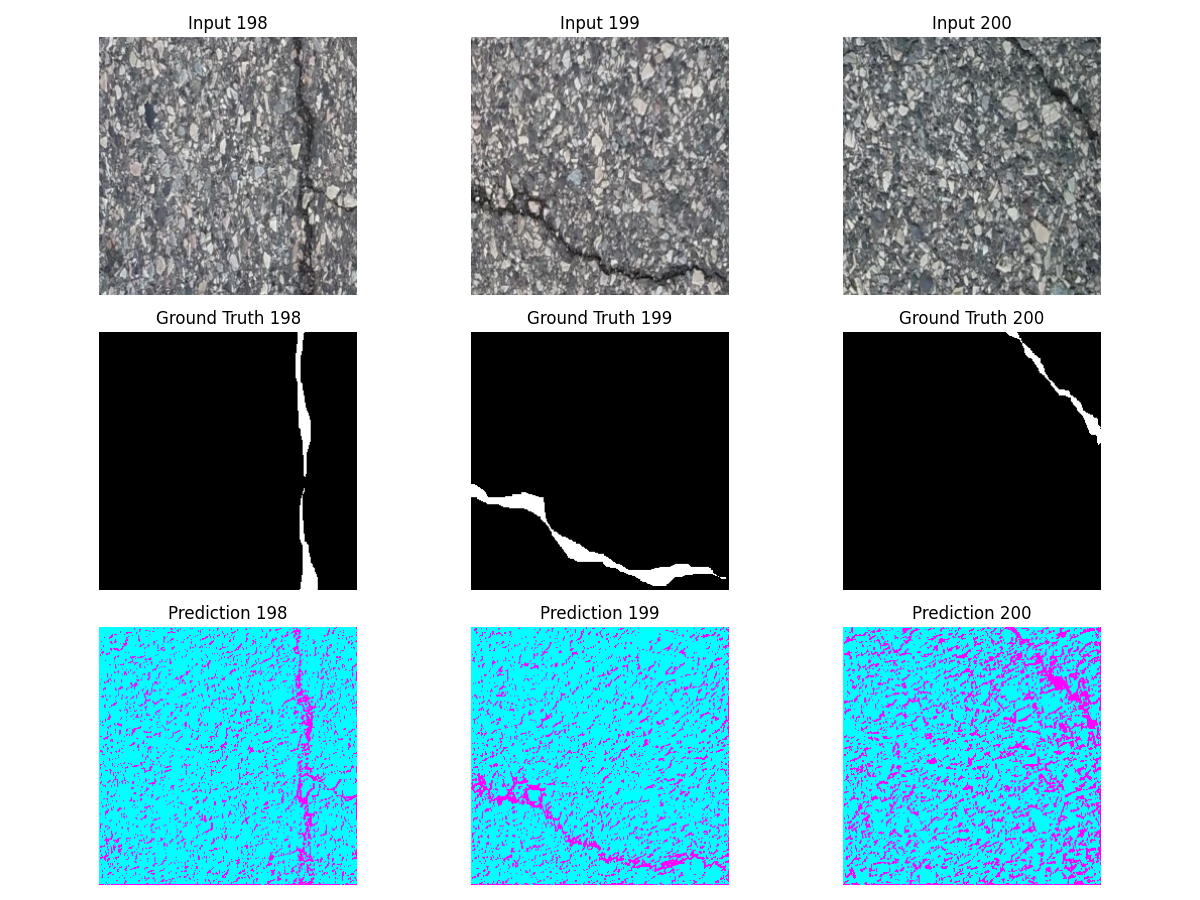 Input 198
Input 199
Input 200
Ground Truth 198
Ground Truth 199
Ground Truth 200
Prediction 198
Prediction 199
Prediction 200